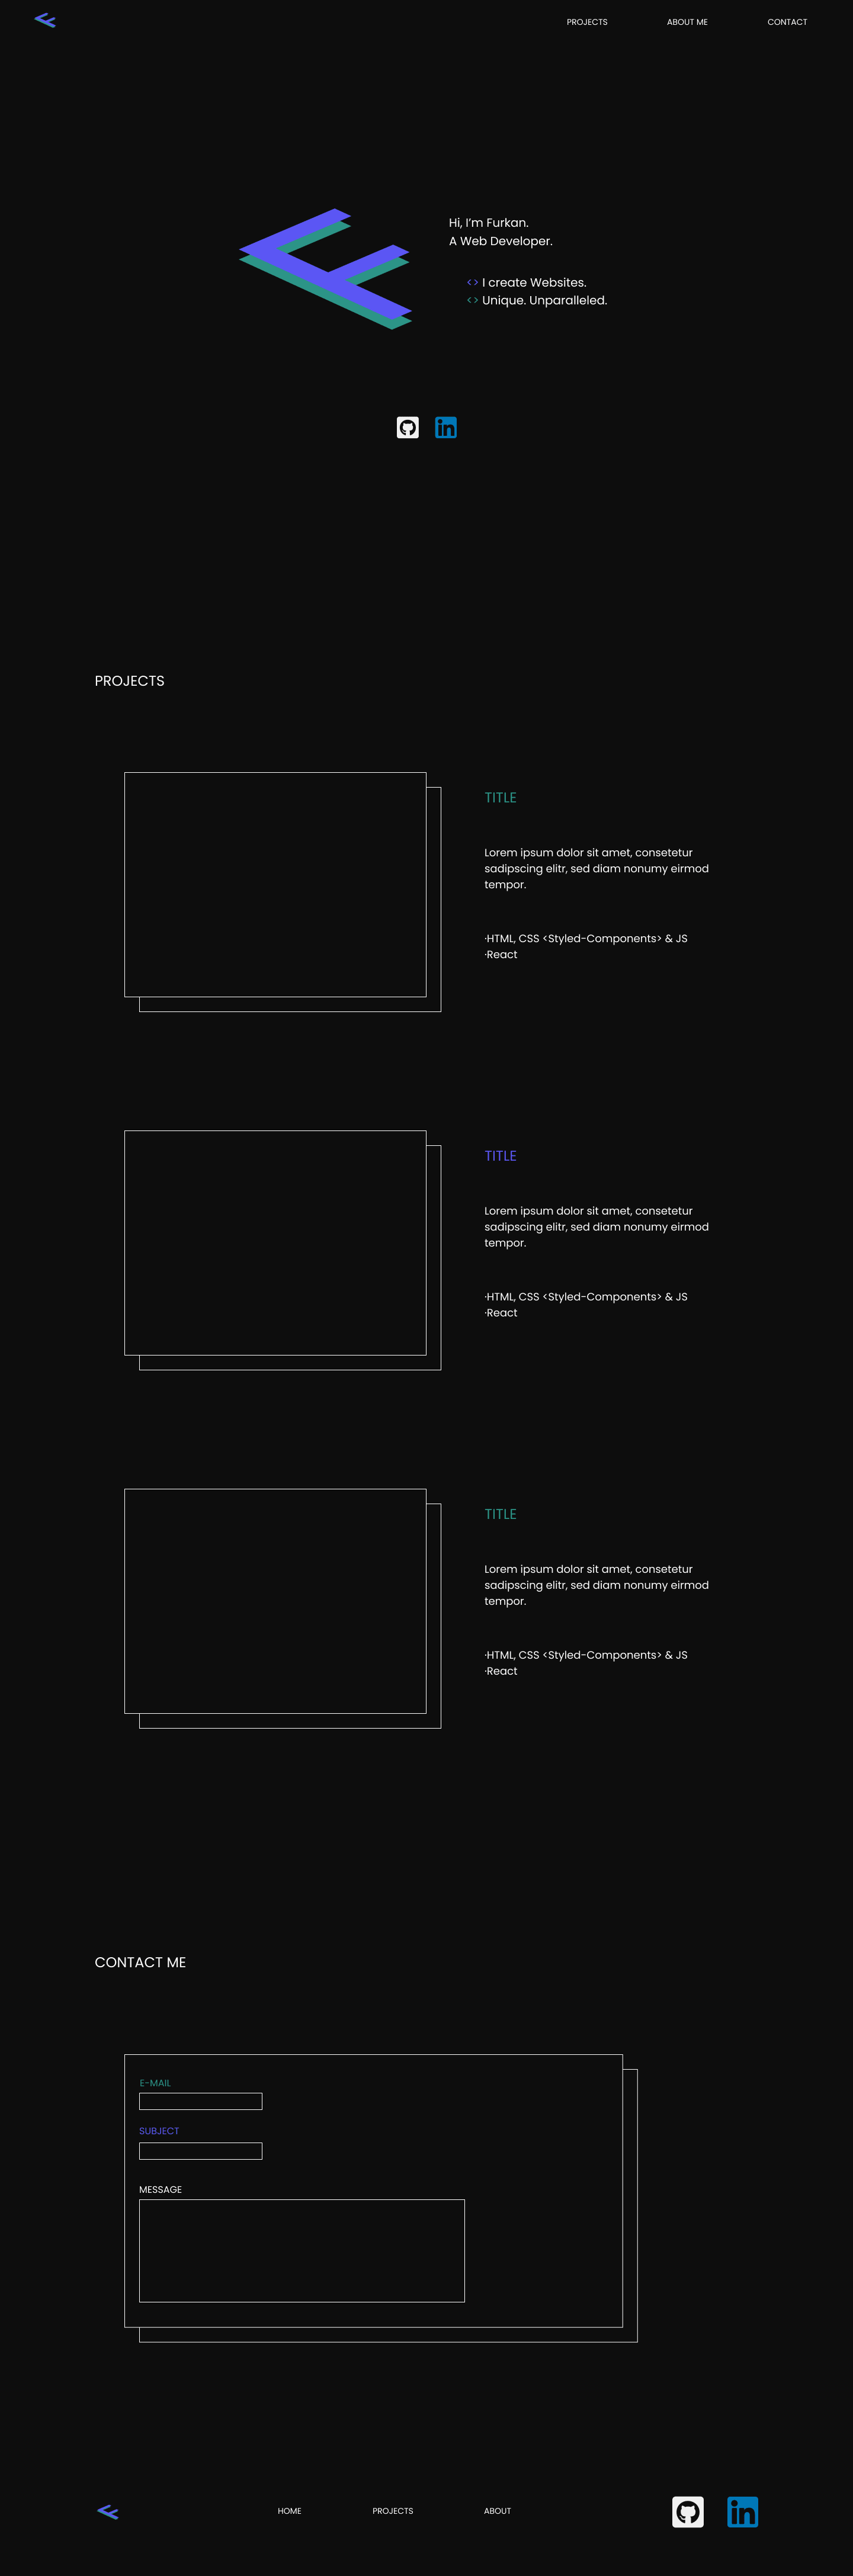 PROJECTS ABOUT ME CONTACT
Hi, I'm Furkan.
A Web Developer.
<> I create Websites.
<> Unique. Unparalleled.
in
PROJECTS
TITLE
Lorem ipsum dolor sit amet, consetetur
sadipscing elitr, sed diam nonumy eirmod
tempor.
·HTML, CSS <Styled-Components> & JS
·React
TITLE
Lorem ipsum dolor sit amet, consetetur
sadipscing elitr, sed diam nonumy eirmod
tempor.
·HTML, CSS <Styled-Components> & JS
·React
TITLE
Lorem ipsum dolor sit amet, consetetur
sadipscing elitr, sed diam nonumy eirmod
tempor.
·HTML, CSS <Styled-Components> & JS
·React
CONTACT ME
E-MAIL
SUBJECT
MESSAGE
HOME PROJECTS ABOUT
in